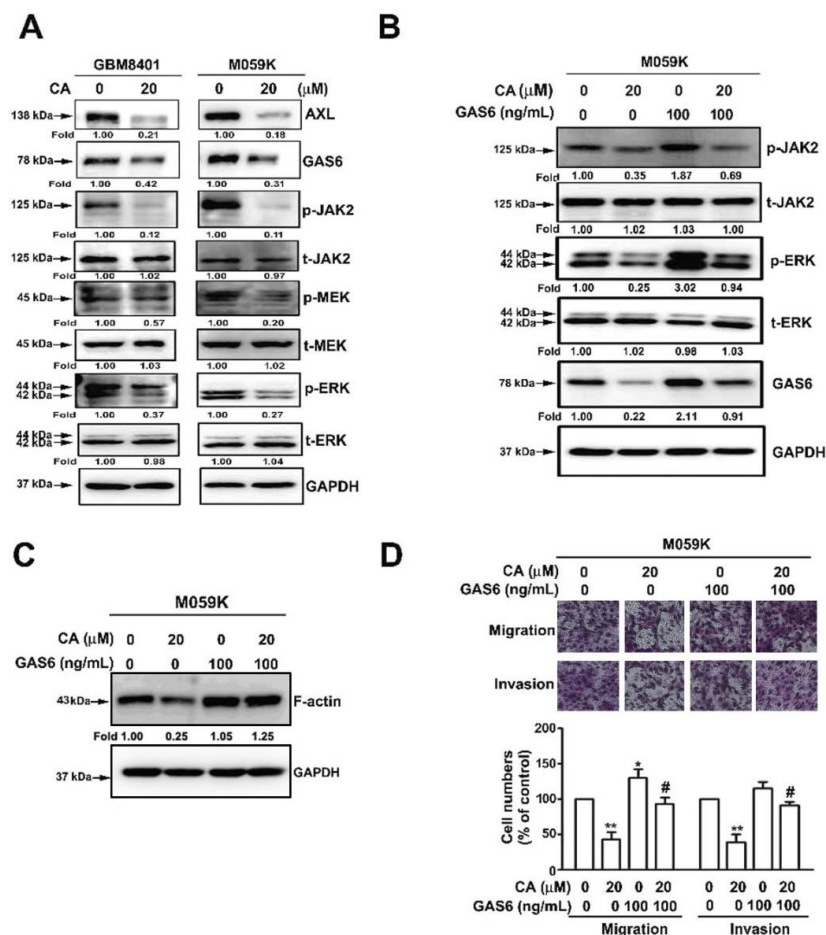 A
GBM8401 M059K
CA 0 20 0 20 (µM)
138 kDa AXL
Fold 1.00 0.21 1.00 0.18
78 kDa GAS6
Fold 1.00 0.42 1.00 0.31
125 kDa p-JAK2
Fold 1.00 0.12 1.00 0.11
125 kDa t-JAK2
Fold 1.00 1.02 1.00 0.97
45 kDa p-MEK
Fold 1.00 0.57 1.00 0.20
45 kDa t-MEK
Fold 1.00 1.03 1.00 1.02
44 kDa
42 kDa p-ERK
Fold 1.00 0.37 1.00 0.27
44 kDa
42 kDa t-ERK
Fold 1.00 0.98 1.00 1.04
37 kDa GAPDH
B
M059K
CA (µM) 0 20 0 20
GAS6 (ng/mL) 0 0 100 100
125 kDa p-JAK2
Fold 1.00 0.35 1.87 0.69
125 kDa t-JAK2
Fold 1.00 1.02 1.03 1.00
44 kDa
42 kDa p-ERK
Fold 1.00 0.25 3.02 0.94
44 kDa
42 kDa t-ERK
Fold 1.00 1.02 0.98 1.03
78 kDa GAS6
Fold 1.00 0.22 2.11 0.91
37 kDa GAPDH
C
M059K
CA (µM) 0 20 0 20
GAS6 (ng/mL) 0 0 100 100
43kDa F-actin
Fold 1.00 0.25 1.05 1.25
37 kDa GAPDH
D
M059K
CA (µM) 0 20 0 20
GAS6 (ng/mL) 0 0 100 100
Migration
Invasion
Cell numbers
(% of control)
200
150
100
50
0
** * # ** #
CA (µM) 0 20 0 20 0 20 0 20
GAS6 (ng/mL) 0 0 100 100 0 0 100 100
Migration Invasion